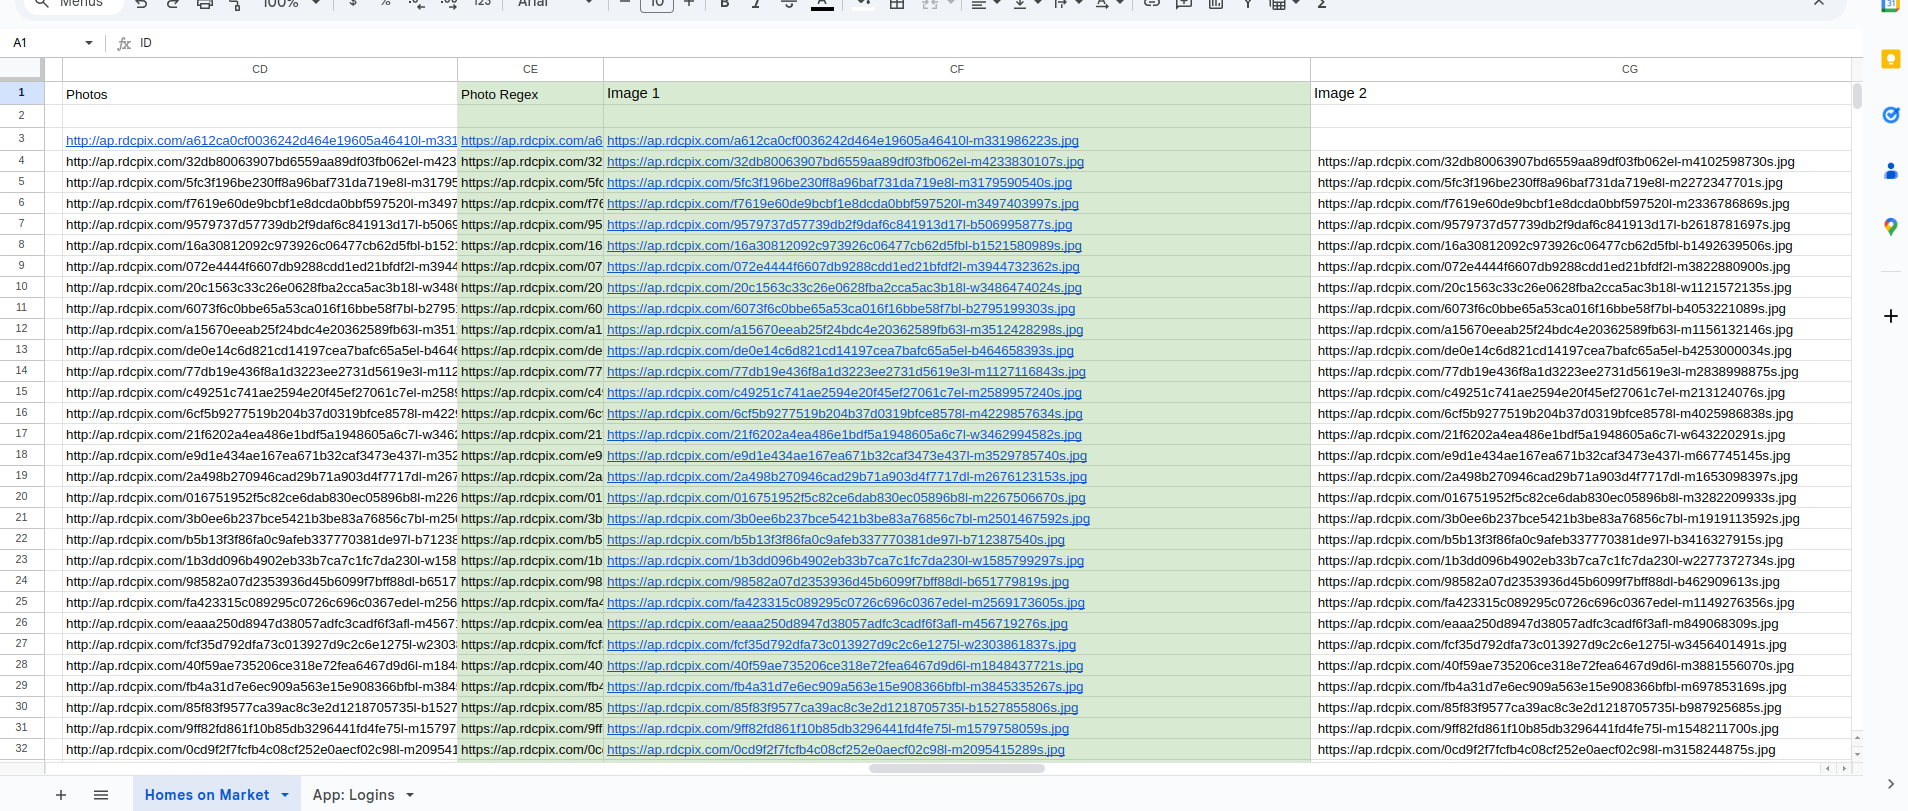 Menus 100% $ % 123 Arial 10 B I A
A1 fx ID
CD CE CF CG
1 Photos Photo Regex Image 1 Image 2
2
3 http://ap.rdcpix.com/a612ca0cf0036242d464e19605a46410l-m331 https://ap.rdcpix.com/a6 https://ap.rdcpix.com/a612ca0cf0036242d464e19605a46410l-m331986223s.jpg
4 http://ap.rdcpix.com/32db80063907bd6559aa89df03fb062el-m423 https://ap.rdcpix.com/32 https://ap.rdcpix.com/32db80063907bd6559aa89df03fb062el-m4233830107s.jpg https://ap.rdcpix.com/32db80063907bd6559aa89df03fb062el-m4102598730s.jpg
5 http://ap.rdcpix.com/5fc3f196be230ff8a96baf731da719e8l-m31795 https://ap.rdcpix.com/5fc https://ap.rdcpix.com/5fc3f196be230ff8a96baf731da719e8l-m3179590540s.jpg https://ap.rdcpix.com/5fc3f196be230ff8a96baf731da719e8l-m2272347701s.jpg
6 http://ap.rdcpix.com/f7619e60de9bcbf1e8dcda0bbf597520l-m3497 https://ap.rdcpix.com/f76 https://ap.rdcpix.com/f7619e60de9bcbf1e8dcda0bbf597520l-m3497403997s.jpg https://ap.rdcpix.com/f7619e60de9bcbf1e8dcda0bbf597520l-m2336786869s.jpg
7 http://ap.rdcpix.com/9579737d57739b2f9daf6c841913d17l-b5069 https://ap.rdcpix.com/95 https://ap.rdcpix.com/9579737d57739b2f9daf6c841913d17l-b506995877s.jpg https://ap.rdcpix.com/9579737d57739b2f9daf6c841913d17l-b2618781697s.jpg
8 http://ap.rdcpix.com/16a30812092c973926c06477cb62d5fbl-b1521 https://ap.rdcpix.com/16 https://ap.rdcpix.com/16a30812092c973926c06477cb62d5fbl-b1521580989s.jpg https://ap.rdcpix.com/16a30812092c973926c06477cb62d5fbl-b1492639506s.jpg
9 http://ap.rdcpix.com/072e4444f6607db9288cdd1ed21bfdf2l-m3944 https://ap.rdcpix.com/07 https://ap.rdcpix.com/072e4444f6607db9288cdd1ed21bfdf2l-m3944732362s.jpg https://ap.rdcpix.com/072e4444f6607db9288cdd1ed21bfdf2l-m3822880900s.jpg
10 http://ap.rdcpix.com/20c1563c33c26e0628fba2cca5ac3b18l-w3486 https://ap.rdcpix.com/20 https://ap.rdcpix.com/20c1563c33c26e0628fba2cca5ac3b18l-w3486474024s.jpg https://ap.rdcpix.com/20c1563c33c26e0628fba2cca5ac3b18l-w1121572135s.jpg
11 http://ap.rdcpix.com/6073f6c0bbe65a53ca016f16bbe58f7bl-b2795 https://ap.rdcpix.com/60 https://ap.rdcpix.com/6073f6c0bbe65a53ca016f16bbe58f7bl-b2795199303s.jpg https://ap.rdcpix.com/6073f6c0bbe65a53ca016f16bbe58f7bl-b4053221089s.jpg
12 http://ap.rdcpix.com/a15670eeab25f24bdc4e20362589fb63l-m351 https://ap.rdcpix.com/a1 https://ap.rdcpix.com/a15670eeab25f24bdc4e20362589fb63l-m3512428298s.jpg https://ap.rdcpix.com/a15670eeab25f24bdc4e20362589fb63l-m1156132146s.jpg
13 http://ap.rdcpix.com/de0e14c6d821cd14197cea7bafc65a5el-b4646 https://ap.rdcpix.com/de https://ap.rdcpix.com/de0e14c6d821cd14197cea7bafc65a5el-b464658393s.jpg https://ap.rdcpix.com/de0e14c6d821cd14197cea7bafc65a5el-b4253000034s.jpg
14 http://ap.rdcpix.com/77db19e436f8a1d3223ee2731d5619e3l-m112 https://ap.rdcpix.com/77 https://ap.rdcpix.com/77db19e436f8a1d3223ee2731d5619e3l-m1127116843s.jpg https://ap.rdcpix.com/77db19e436f8a1d3223ee2731d5619e3l-m2838998875s.jpg
15 http://ap.rdcpix.com/c49251c741ae2594e20f45ef27061c7el-m2589 https://ap.rdcpix.com/c49 https://ap.rdcpix.com/c49251c741ae2594e20f45ef27061c7el-m2589957240s.jpg https://ap.rdcpix.com/c49251c741ae2594e20f45ef27061c7el-m213124076s.jpg
16 http://ap.rdcpix.com/6cf5b9277519b204b37d0319bfce8578l-m4229 https://ap.rdcpix.com/6cf https://ap.rdcpix.com/6cf5b9277519b204b37d0319bfce8578l-m4229857634s.jpg https://ap.rdcpix.com/6cf5b9277519b204b37d0319bfce8578l-m4025986838s.jpg
17 http://ap.rdcpix.com/21f6202a4ea486e1bdf5a1948605a6c7l-w3462 https://ap.rdcpix.com/21 https://ap.rdcpix.com/21f6202a4ea486e1bdf5a1948605a6c7l-w3462994582s.jpg https://ap.rdcpix.com/21f6202a4ea486e1bdf5a1948605a6c7l-w643220291s.jpg
18 http://ap.rdcpix.com/e9d1e434ae167ea671b32caf3473e437l-m352 https://ap.rdcpix.com/e9 https://ap.rdcpix.com/e9d1e434ae167ea671b32caf3473e437l-m3529785740s.jpg https://ap.rdcpix.com/e9d1e434ae167ea671b32caf3473e437l-m667745145s.jpg
19 http://ap.rdcpix.com/2a498b270946cad29b71a903d4f7717dl-m267 https://ap.rdcpix.com/2a https://ap.rdcpix.com/2a498b270946cad29b71a903d4f7717dl-m2676123153s.jpg https://ap.rdcpix.com/2a498b270946cad29b71a903d4f7717dl-m1653098397s.jpg
20 http://ap.rdcpix.com/016751952f5c82ce6dab830ec05896b8l-m226 https://ap.rdcpix.com/01 https://ap.rdcpix.com/016751952f5c82ce6dab830ec05896b8l-m2267506670s.jpg https://ap.rdcpix.com/016751952f5c82ce6dab830ec05896b8l-m3282209933s.jpg
21 http://ap.rdcpix.com/3b0ee6b237bce5421b3be83a76856c7bl-m250 https://ap.rdcpix.com/3b https://ap.rdcpix.com/3b0ee6b237bce5421b3be83a76856c7bl-m2501467592s.jpg https://ap.rdcpix.com/3b0ee6b237bce5421b3be83a76856c7bl-m1919113592s.jpg
22 http://ap.rdcpix.com/b5b13f3f86fa0c9afeb337770381de97l-b71238 https://ap.rdcpix.com/b5 https://ap.rdcpix.com/b5b13f3f86fa0c9afeb337770381de97l-b712387540s.jpg https://ap.rdcpix.com/b5b13f3f86fa0c9afeb337770381de97l-b3416327915s.jpg
23 http://ap.rdcpix.com/1b3dd096b4902eb33b7ca7c1fc7da230l-w158 https://ap.rdcpix.com/1b https://ap.rdcpix.com/1b3dd096b4902eb33b7ca7c1fc7da230l-w1585799297s.jpg https://ap.rdcpix.com/1b3dd096b4902eb33b7ca7c1fc7da230l-w2277372734s.jpg
24 http://ap.rdcpix.com/98582a07d2353936d45b6099f7bff88dl-b6517 https://ap.rdcpix.com/98 https://ap.rdcpix.com/98582a07d2353936d45b6099f7bff88dl-b651779819s.jpg https://ap.rdcpix.com/98582a07d2353936d45b6099f7bff88dl-b462909613s.jpg
25 http://ap.rdcpix.com/fa423315c089295c0726c696c0367edel-m256 https://ap.rdcpix.com/fa4 https://ap.rdcpix.com/fa423315c089295c0726c696c0367edel-m2569173605s.jpg https://ap.rdcpix.com/fa423315c089295c0726c696c0367edel-m1149276356s.jpg
26 http://ap.rdcpix.com/eaaa250d8947d38057adfc3cadf6f3afl-m4567 https://ap.rdcpix.com/ea https://ap.rdcpix.com/eaaa250d8947d38057adfc3cadf6f3afl-m456719276s.jpg https://ap.rdcpix.com/eaaa250d8947d38057adfc3cadf6f3afl-m849068309s.jpg
27 http://ap.rdcpix.com/fcf35d792dfa73c013927d9c2c6e1275l-w2303 https://ap.rdcpix.com/fcf https://ap.rdcpix.com/fcf35d792dfa73c013927d9c2c6e1275l-w2303861837s.jpg https://ap.rdcpix.com/fcf35d792dfa73c013927d9c2c6e1275l-w3456401491s.jpg
28 http://ap.rdcpix.com/40f59ae735206ce318e72fea6467d9d6l-m184 https://ap.rdcpix.com/40 https://ap.rdcpix.com/40f59ae735206ce318e72fea6467d9d6l-m1848437721s.jpg https://ap.rdcpix.com/40f59ae735206ce318e72fea6467d9d6l-m3881556070s.jpg
29 http://ap.rdcpix.com/fb4a31d7e6ec909a563e15e908366bfbl-m384 https://ap.rdcpix.com/fb4 https://ap.rdcpix.com/fb4a31d7e6ec909a563e15e908366bfbl-m3845335267s.jpg https://ap.rdcpix.com/fb4a31d7e6ec909a563e15e908366bfbl-m697853169s.jpg
30 http://ap.rdcpix.com/85f83f9577ca39ac8c3e2d1218705735l-b1527 https://ap.rdcpix.com/85 https://ap.rdcpix.com/85f83f9577ca39ac8c3e2d1218705735l-b1527855806s.jpg https://ap.rdcpix.com/85f83f9577ca39ac8c3e2d1218705735l-b987925685s.jpg
31 http://ap.rdcpix.com/9ff82fd861f10b85db3296441fd4fe75l-m15797 https://ap.rdcpix.com/9ff https://ap.rdcpix.com/9ff82fd861f10b85db3296441fd4fe75l-m1579758059s.jpg https://ap.rdcpix.com/9ff82fd861f10b85db3296441fd4fe75l-m1548211700s.jpg
32 http://ap.rdcpix.com/0cd9f2f7fcfb4c08cf252e0aecf02c98l-m209541 https://ap.rdcpix.com/0c https://ap.rdcpix.com/0cd9f2f7fcfb4c08cf252e0aecf02c98l-m2095415289s.jpg https://ap.rdcpix.com/0cd9f2f7fcfb4c08cf252e0aecf02c98l-m3158244875s.jpg
Homes on Market App: Logins